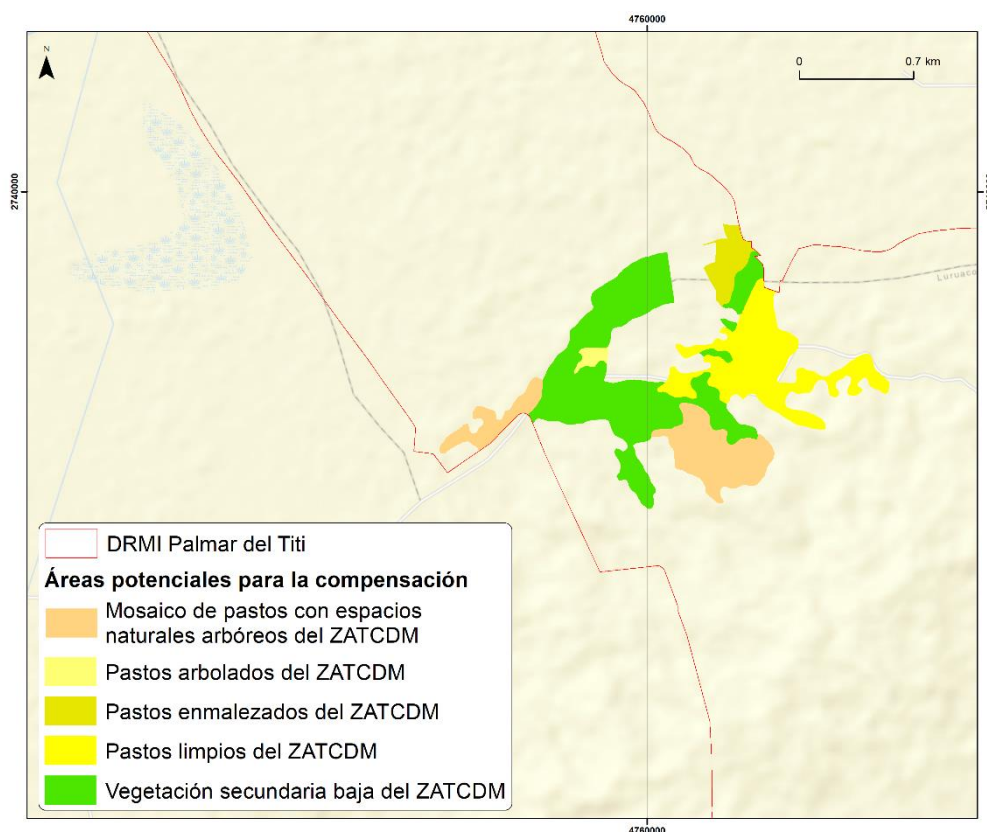 4760000
N
0 0.7 km
2740000
Luruaco
DRMI Palmar del Titi
Áreas potenciales para la compensación
Mosaico de pastos con espacios
naturales arbóreos del ZATCDM
Pastos arbolados del ZATCDM
Pastos enmalezados del ZATCDM
Pastos limpios del ZATCDM
Vegetación secundaria baja del ZATCDM
4760000